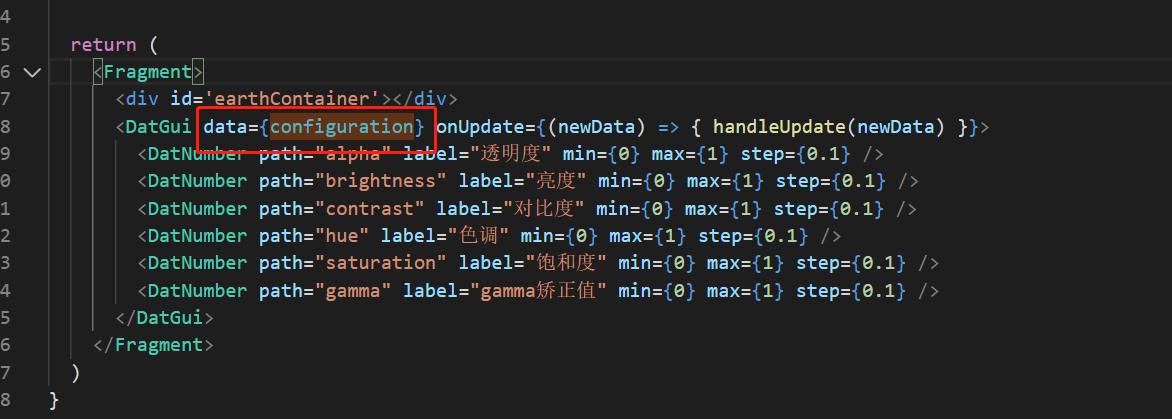 4
5 return (
6 <Fragment>
7 <div id='earthContainer'></div>
8 <DatGui data={configuration} onUpdate={(newData) => { handleUpdate(newData) }}>
9 <DatNumber path="alpha" label="透明度" min={0} max={1} step={0.1} />
0 <DatNumber path="brightness" label="亮度" min={0} max={1} step={0.1} />
1 <DatNumber path="contrast" label="对比度" min={0} max={1} step={0.1} />
2 <DatNumber path="hue" label="色调" min={0} max={1} step={0.1} />
3 <DatNumber path="saturation" label="饱和度" min={0} max={1} step={0.1} />
4 <DatNumber path="gamma" label="gamma矫正值" min={0} max={1} step={0.1} />
5 </DatGui>
6 </Fragment>
7 )
8 }